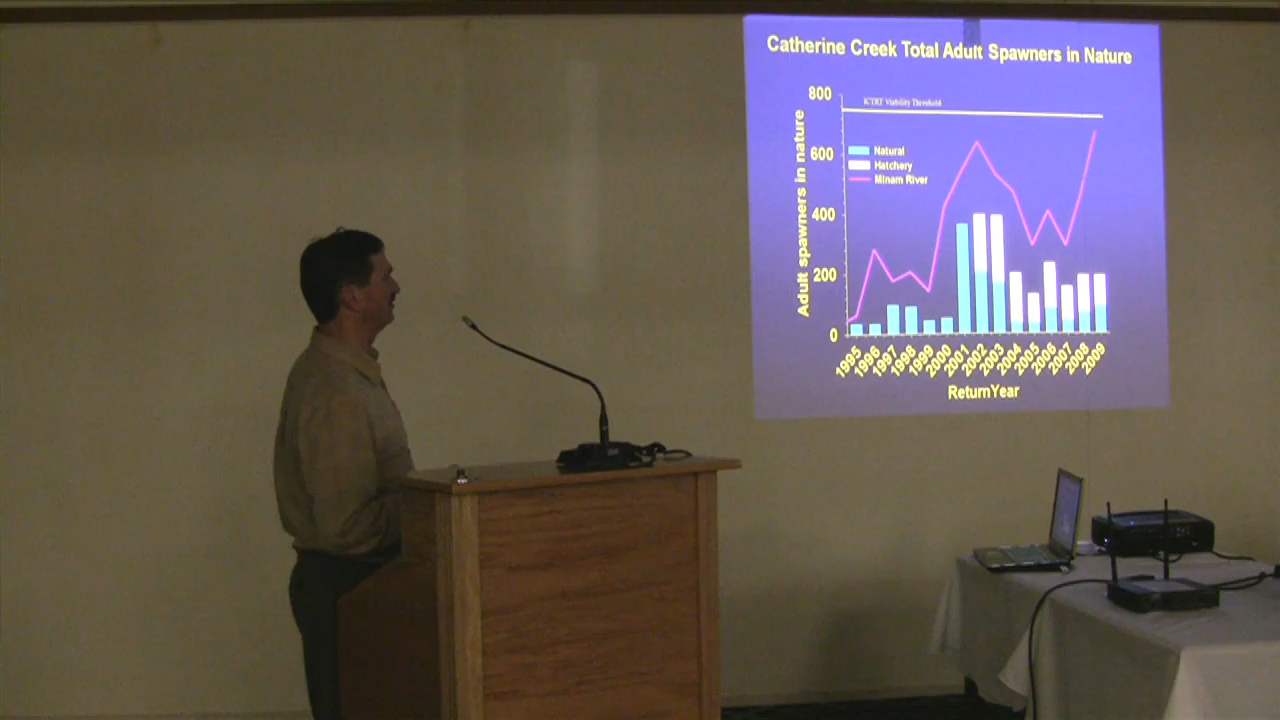 Catherine Creek Total Adult Spawners in Nature
800
ICTRT Viability Threshold
Adult spawners in nature
Natural
600
Hatchery
Minam River
400
200
0
1995 1996 1997 1998 1999 2000 2001 2002 2003 2004 2005 2006 2007 2008 2009
Return Year